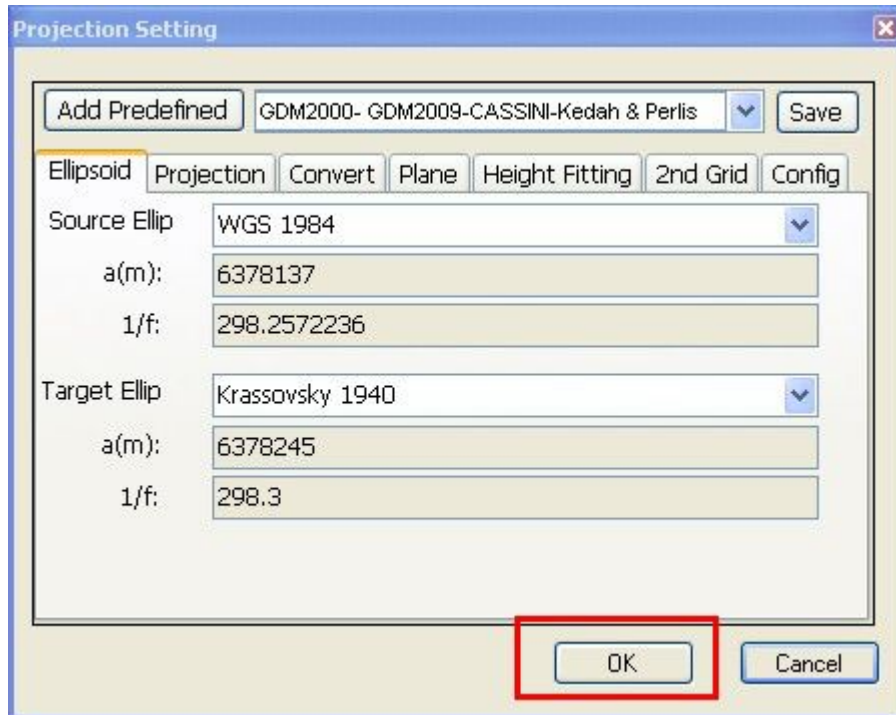 Projection Setting
Add Predefined GDM2000- GDM2009-CASSINI-Kedah & Perlis Save
Ellipsoid Projection Convert Plane Height Fitting 2nd Grid Config
Source Ellip WGS 1984
a(m): 6378137
1/f: 298.2572236
Target Ellip Krassovsky 1940
a(m): 6378245
1/f: 298.3
OK Cancel